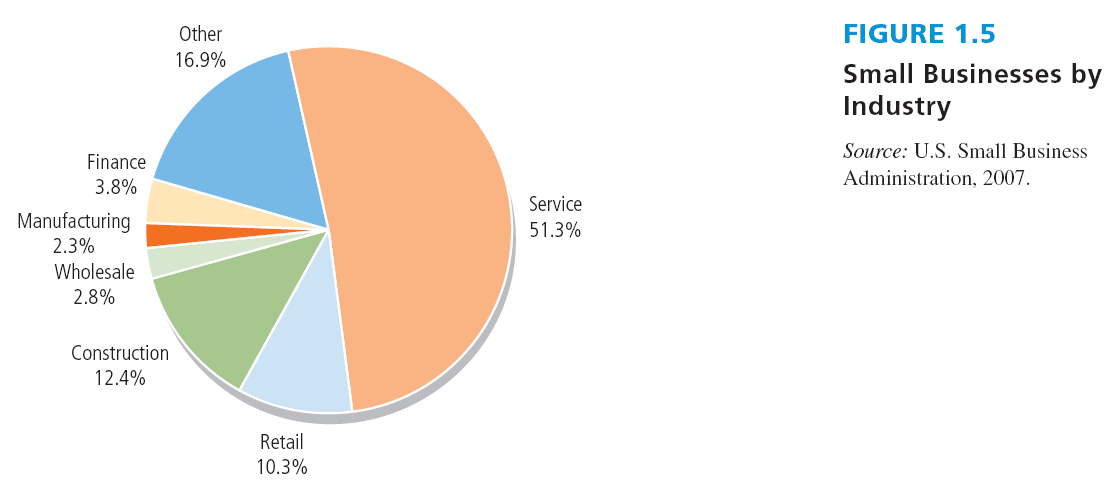 Other
16.9%
Finance
3.8%
Manufacturing
2.3%
Wholesale
2.8%
Construction
12.4%
Retail
10.3%
Service
51.3%
FIGURE 1.5
Small Businesses by
Industry
Source: U.S. Small Business
Administration, 2007.